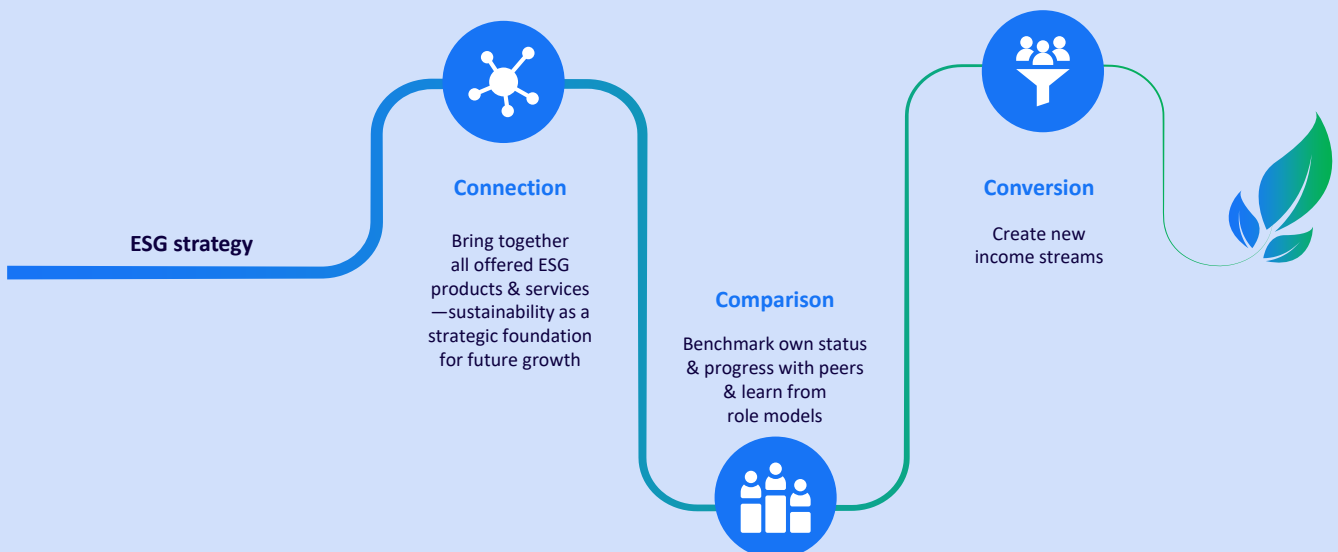 ESG strategy
Connection
Bring together
all offered ESG
products & services
—sustainability as a
strategic foundation
for future growth
Comparison
Benchmark own status
& progress with peers
& learn from
role models
Conversion
Create new
income streams